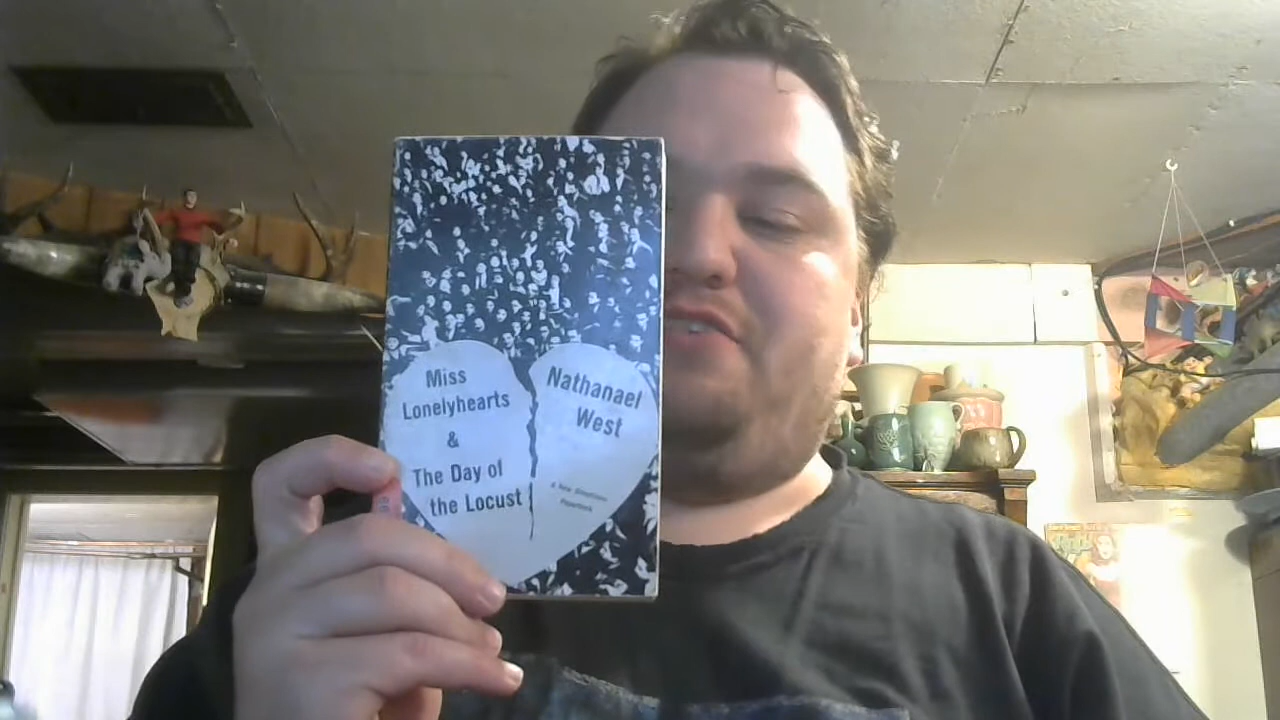 Miss
Lonelyhearts
&
The Day of
the Locust
Nathanael
West
A New Directions
Paperbook